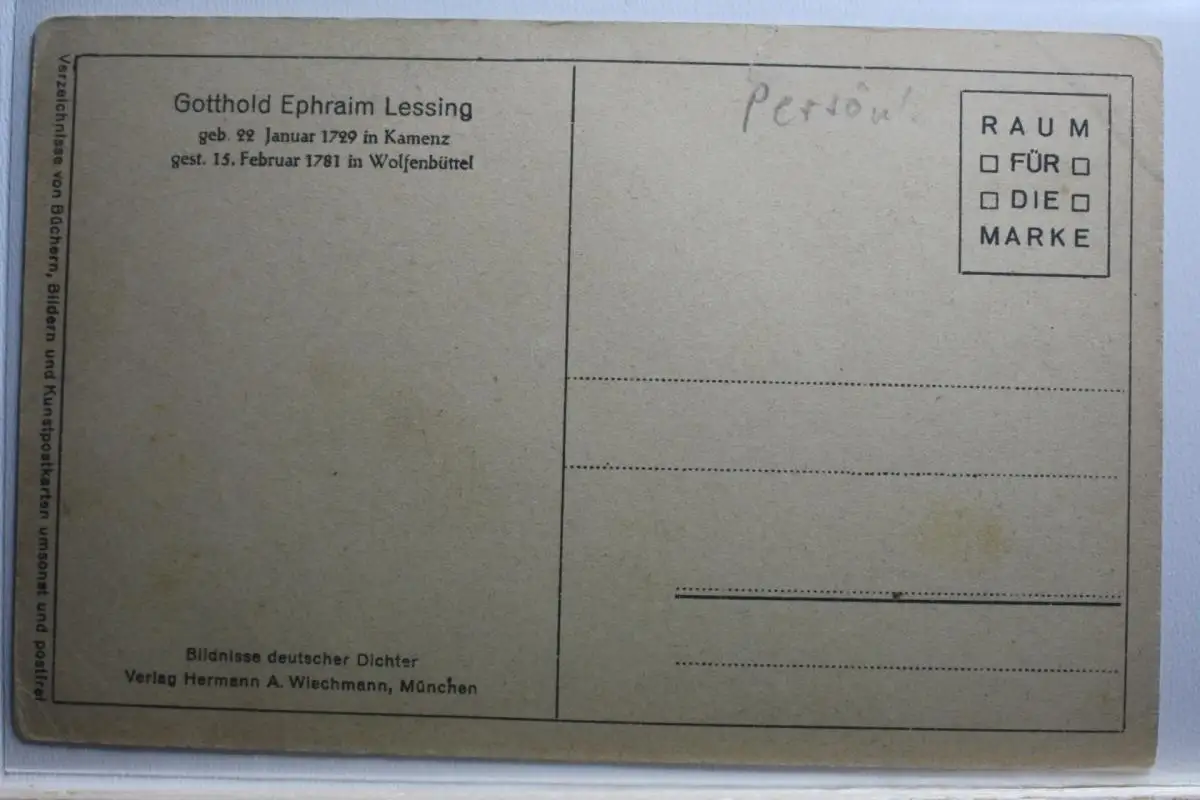 Gotthold Ephraim Lessing
geb. 22 Januar 1729 in Kamenz
gest. 15. Februar 1781 in Wolfenbüttel
Persönl.
RAUM
FÜR
DIE
MARKE
Verzeichnisse von Büchern, Bildern und Kunstpostkarten umsonst und postfrei
Bildnisse deutscher Dichter
Verlag Hermann A. Wiechmann, München